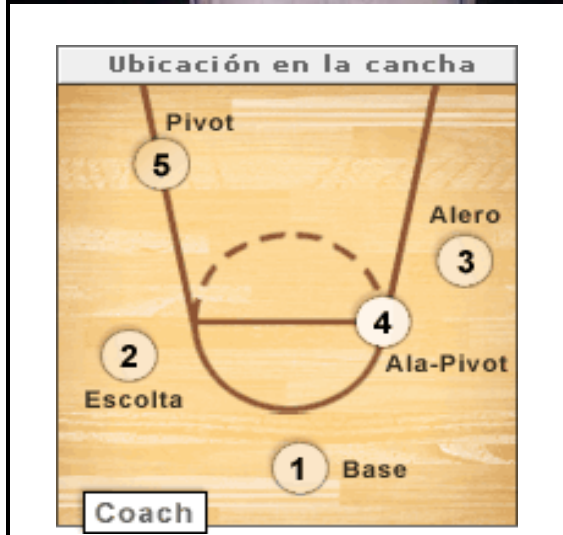 Ubicación en la cancha
Pivot
5
Alero
3
4
Ala-Pivot
2
Escolta
1 Base
Coach